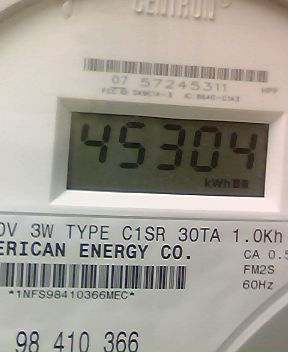 CENTRON
07 57245311
HPP
45304
kWh
3W TYPE C1SR 30TA 1.0Kh
ERICAN ENERGY CO.
CA 0.5
FM2S
*1NFS98410366MEC*
60Hz
98 410 366